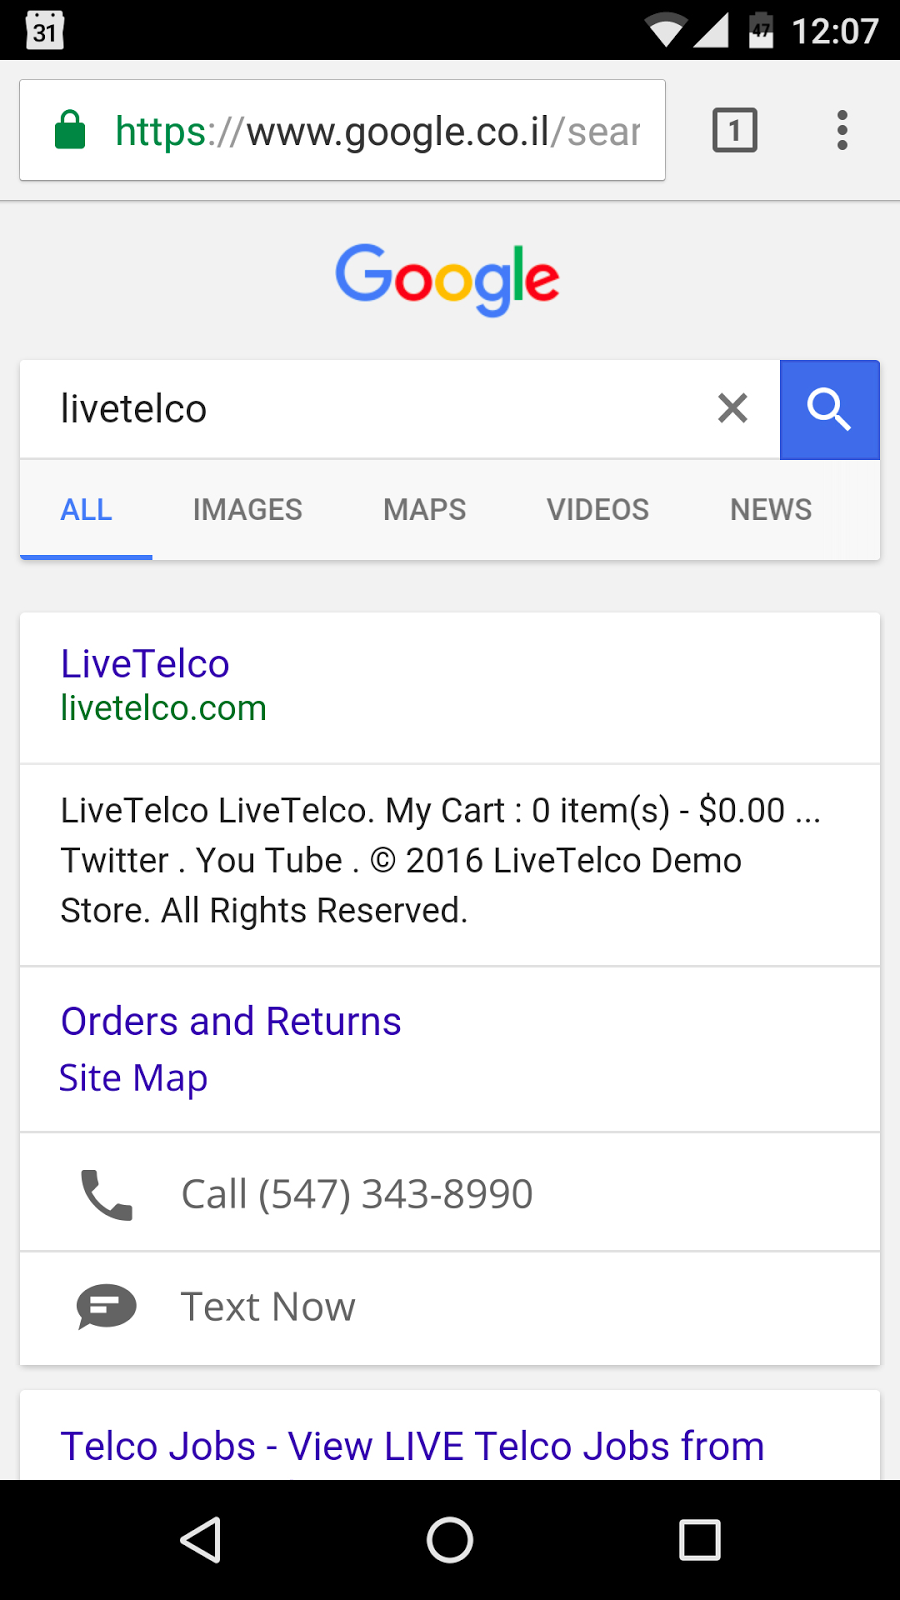 31
47
12:07
https://www.google.co.il/sear
1
Google
livetelco
ALL IMAGES MAPS VIDEOS NEWS
LiveTelco
livetelco.com
LiveTelco LiveTelco. My Cart : 0 item(s) - $0.00 ...
Twitter . You Tube . © 2016 LiveTelco Demo
Store. All Rights Reserved.
Orders and Returns
Site Map
Call (547) 343-8990
Text Now
Telco Jobs - View LIVE Telco Jobs from